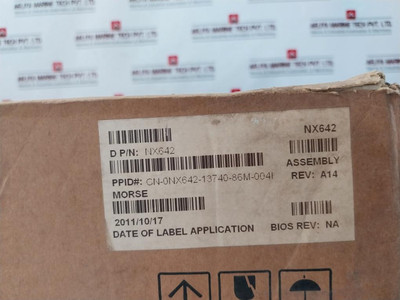 NX642
D P/N: NX642
ASSEMBLY
PPID#: CN-0NX642-13740-86M-004I
REV: A14
MORSE
2011/10/17
DATE OF LABEL APPLICATION
BIOS REV: NA